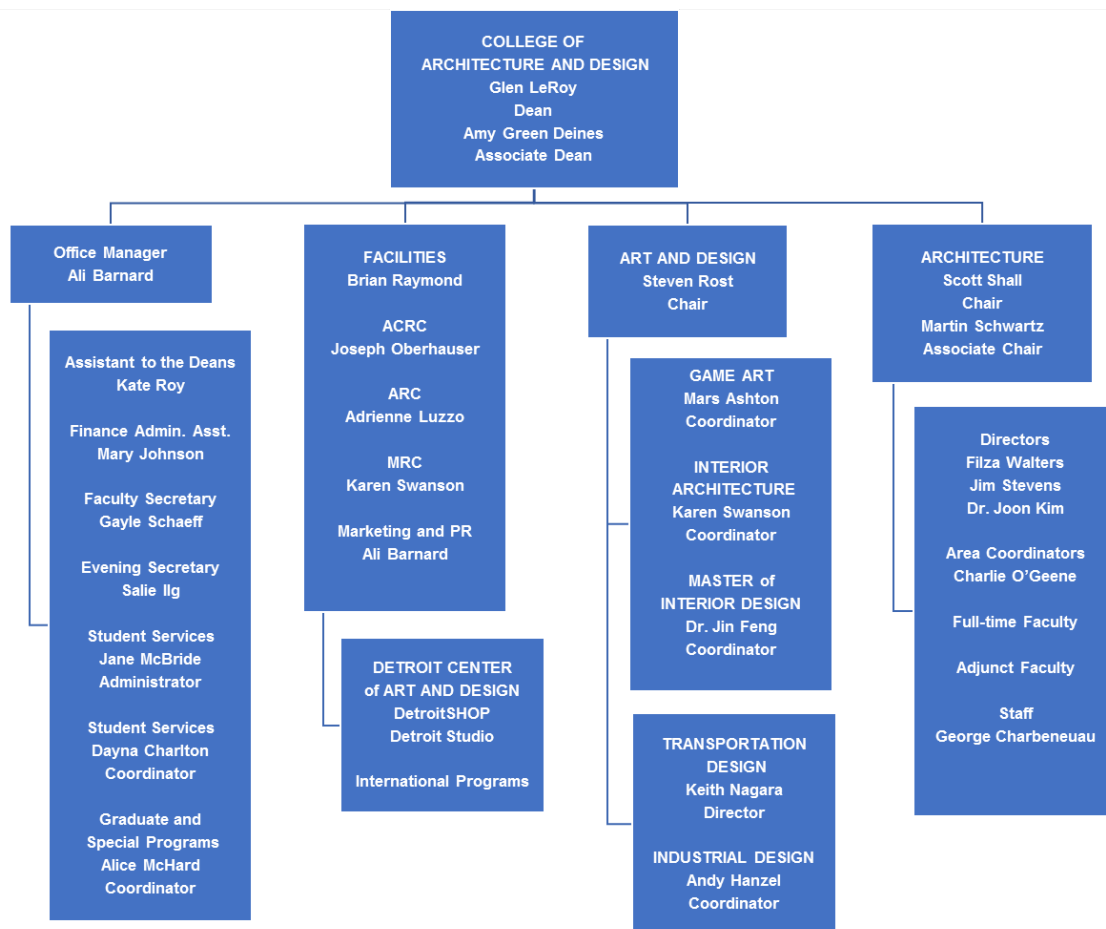 COLLEGE OF
ARCHITECTURE AND DESIGN
Glen LeRoy
Dean
Amy Green Deines
Associate Dean
Office Manager
Ali Barnard
Assistant to the Deans
Kate Roy
Finance Admin. Asst.
Mary Johnson
Faculty Secretary
Gayle Schaeff
Evening Secretary
Salie Ilg
Student Services
Jane McBride
Administrator
Student Services
Dayna Charlton
Coordinator
Graduate and
Special Programs
Alice McHard
Coordinator
FACILITIES
Brian Raymond
ACRC
Joseph Oberhauser
ARC
Adrienne Luzzo
MRC
Karen Swanson
Marketing and PR
Ali Barnard
DETROIT CENTER
of ART AND DESIGN
DetroitSHOP
Detroit Studio
International Programs
ART AND DESIGN
Steven Rost
Chair
GAME ART
Mars Ashton
Coordinator
INTERIOR
ARCHITECTURE
Karen Swanson
Coordinator
MASTER of
INTERIOR DESIGN
Dr. Jin Feng
Coordinator
TRANSPORTATION
DESIGN
Keith Nagara
Director
INDUSTRIAL DESIGN
Andy Hanzel
Coordinator
ARCHITECTURE
Scott Shall
Chair
Martin Schwartz
Associate Chair
Directors
Filza Walters
Jim Stevens
Dr. Joon Kim
Area Coordinators
Charlie O’Geene
Full-time Faculty
Adjunct Faculty
Staff
George Charbeneuau